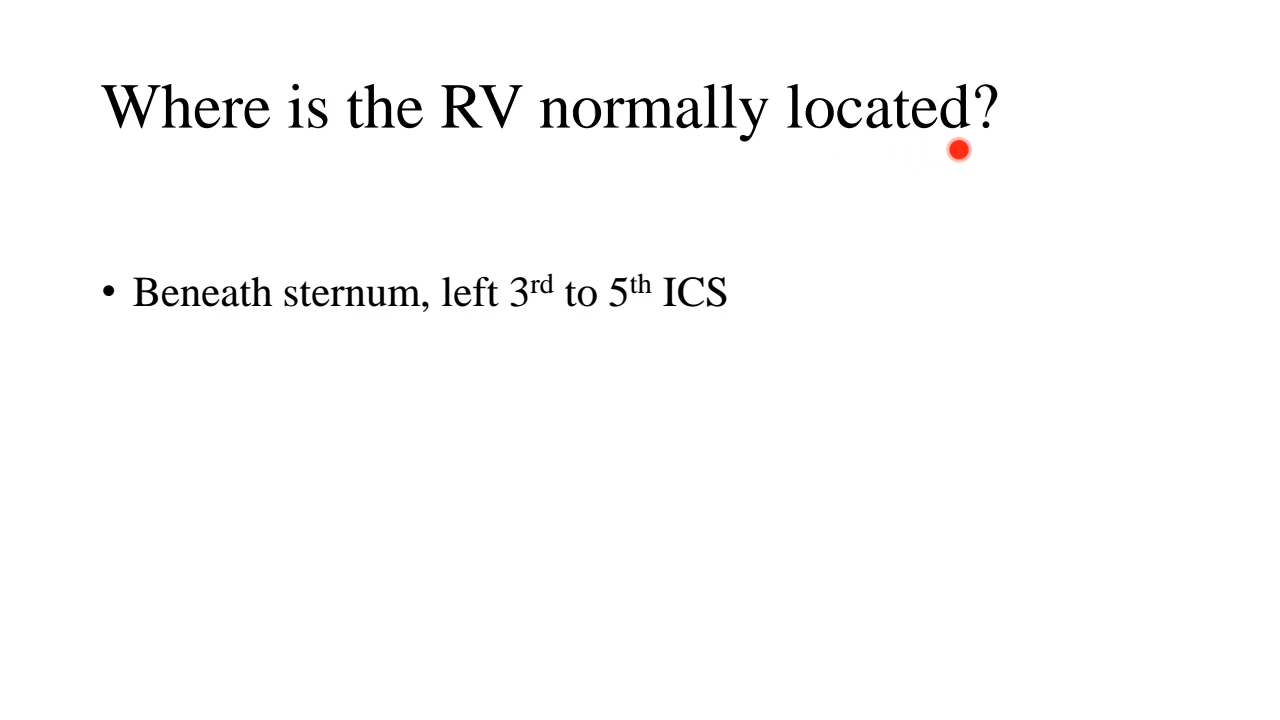 Where is the RV normally located?
• Beneath sternum, left 3rd to 5th ICS